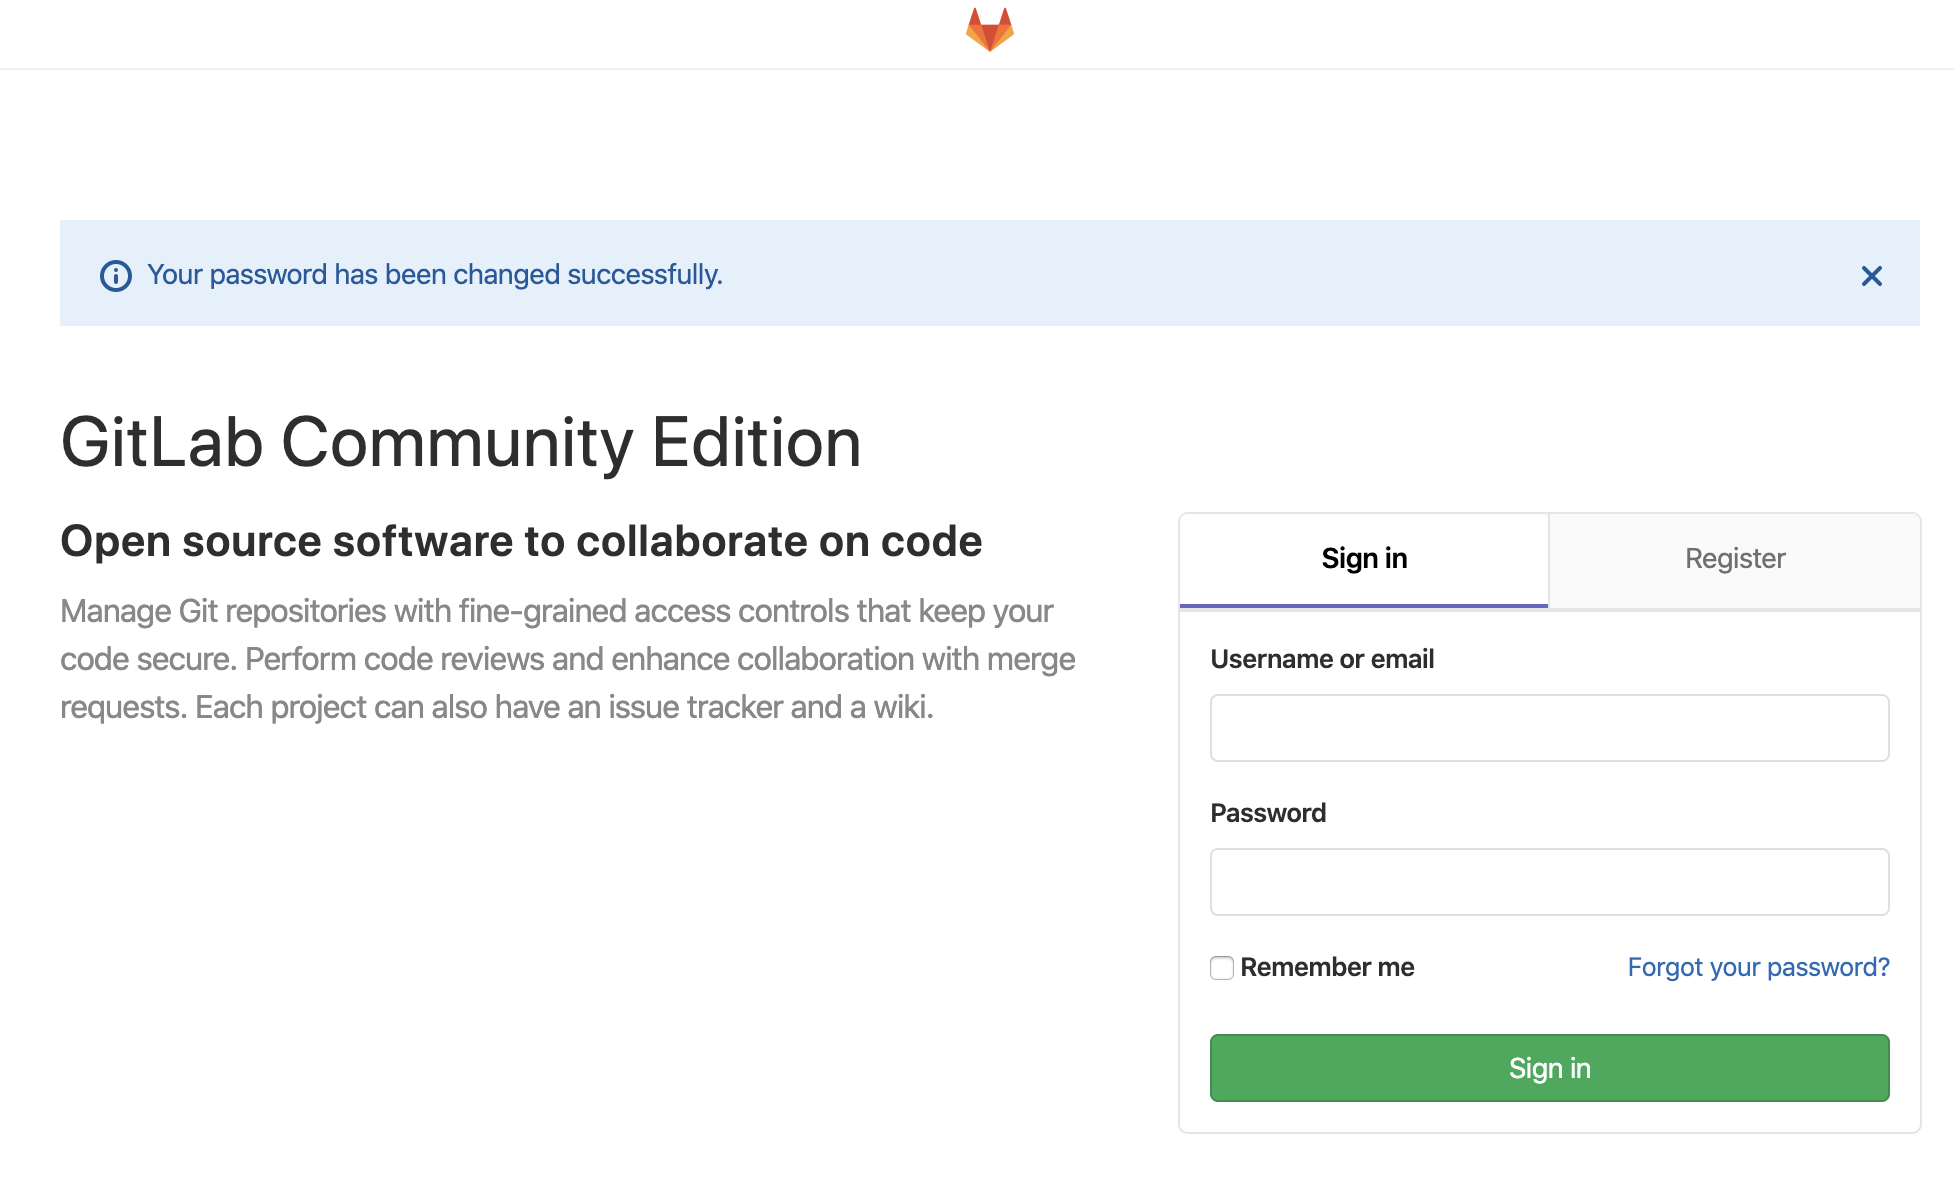 Your password has been changed successfully.
GitLab Community Edition
Open source software to collaborate on code
Manage Git repositories with fine-grained access controls that keep your
code secure. Perform code reviews and enhance collaboration with merge
requests. Each project can also have an issue tracker and a wiki.
Sign in
Register
Username or email
Password
Remember me
Forgot your password?
Sign in